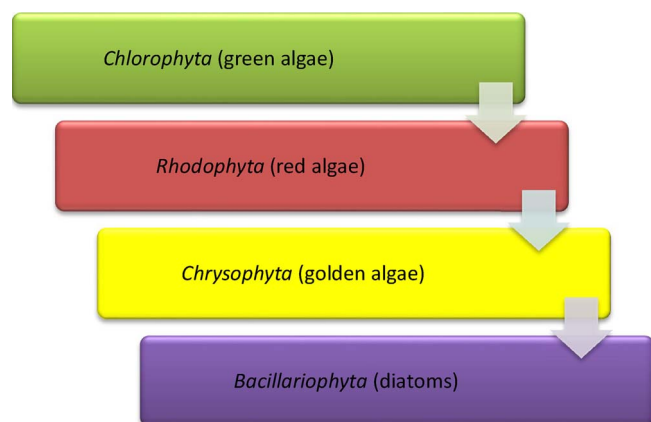 Chlorophyta (green algae)
Rhodophyta (red algae)
Chrysophyta (golden algae)
Bacillariophyta (diatoms)